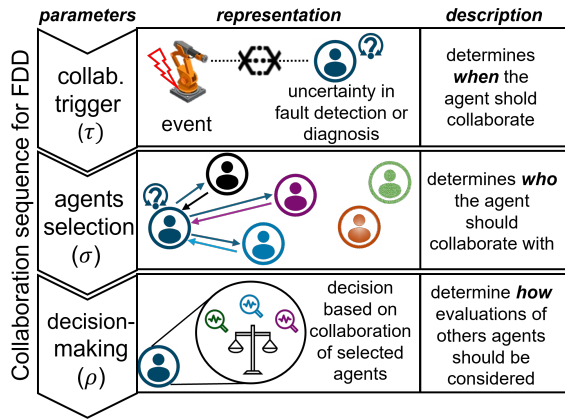 parameters
representation
description
Collaboration sequence for FDD
collab.
trigger
(τ)
event
uncertainty in
fault detection or
diagnosis
determines
when the
agent shold
collaborate
agents
selection
(σ)
determines who
the agent
should
collaborate with
decision-
making
(ρ)
decision
based on
collaboration
of selected
agents
determine how
evaluations of
others agents
should be
considered